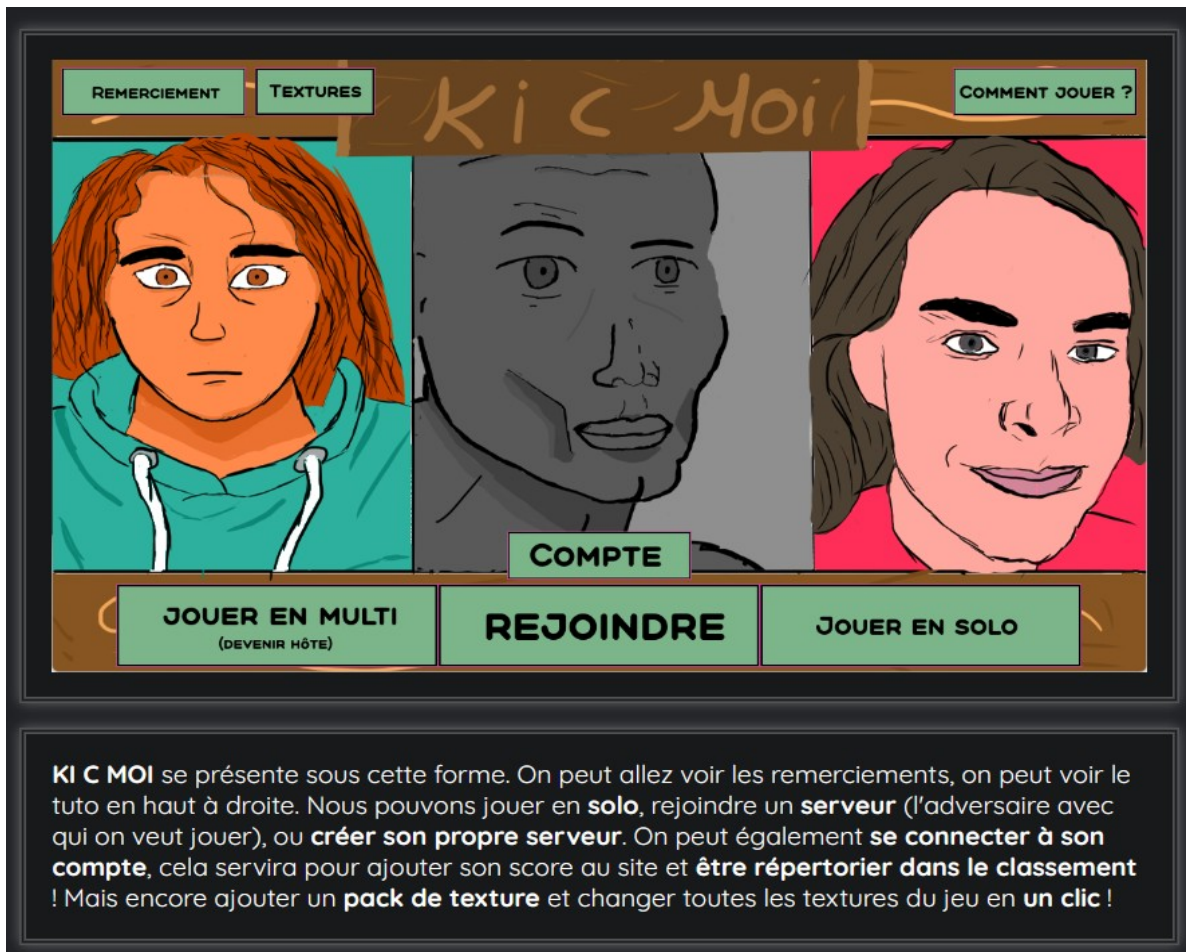 REMERCIEMENT
TEXTURES
Ki C Moi
COMMENT JOUER ?
COMPTE
JOUER EN MULTI
(DEVENIR HÔTE)
REJOINDRE
JOUER EN SOLO
KI C MOI se présente sous cette forme. On peut allez voir les remerciements, on peut voir le
tuto en haut à droite. Nous pouvons jouer en solo, rejoindre un serveur (l'adversaire avec
qui on veut jouer), ou créer son propre serveur. On peut également se connecter à son
compte, cela servira pour ajouter son score au site et être répertorier dans le classement
! Mais encore ajouter un pack de texture et changer toutes les textures du jeu en un clic !